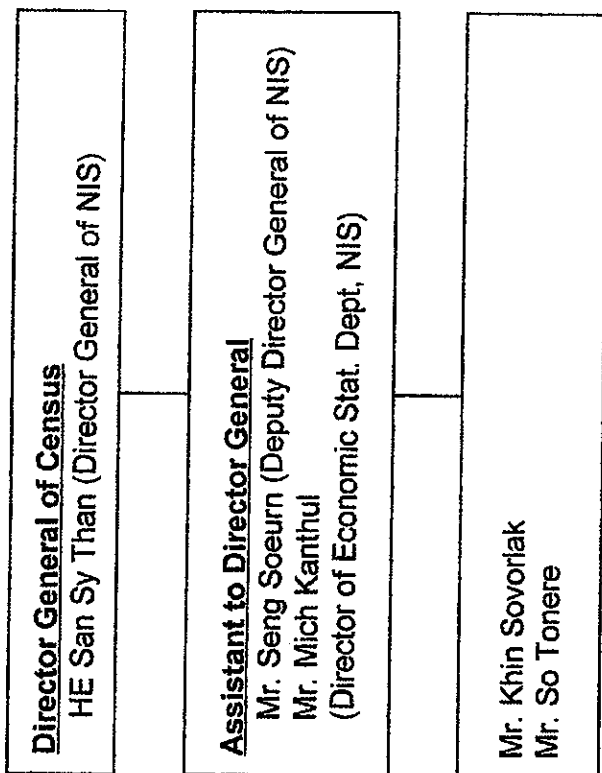 Director General of Census
HE San Sy Than (Director General of NIS)
Assistant to Director General
Mr. Seng Soeurn (Deputy Director General of NIS)
Mr. Mich Kanthul
(Director of Economic Stat. Dept, NIS)
Mr. Khin Sovorlak
Mr. So Tonere